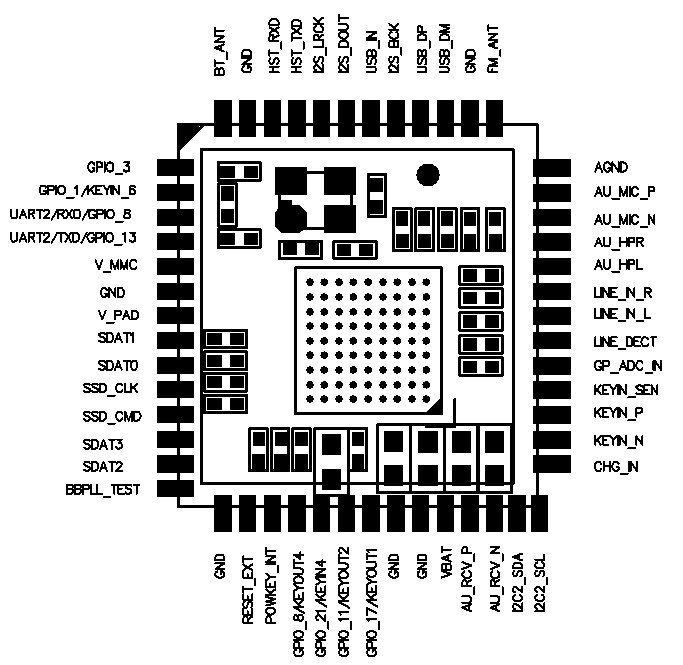 BT_ANT
GND
HST_RXD
HST_TXD
I2S_LRCK
I2S_DOUT
USB_IN
I2S_BCK
USB_DP
USB_DM
GND
FM_ANT
GPIO_3
GPIO_1/KEYIN_6
UART2/RXD/GPIO_8
UART2/TXD/GPIO_13
V_MMC
GND
V_PAD
SDAT1
SDAT0
SSD_CLK
SSD_CMD
SDAT3
SDAT2
BBPLL_TEST
AGND
AU_MIC_P
AU_MIC_N
AU_HPR
AU_HPL
LINE_IN_R
LINE_N_L
LINE_DECT
GP_ADC_IN
KEYIN_SEN
KEYIN_P
KEYIN_N
CHG_IN
GND
RESET_EXT
POWKEY_INT
GPIO_8/KEYOUT4
GPIO_21/KEYIN4
GPIO_11/KEYOUT2
GPIO_17/KEYOUT1
GND
GND
VBAT
AU_RCV_P
AU_RCV_N
I2C2_SDA
I2C2_SCL